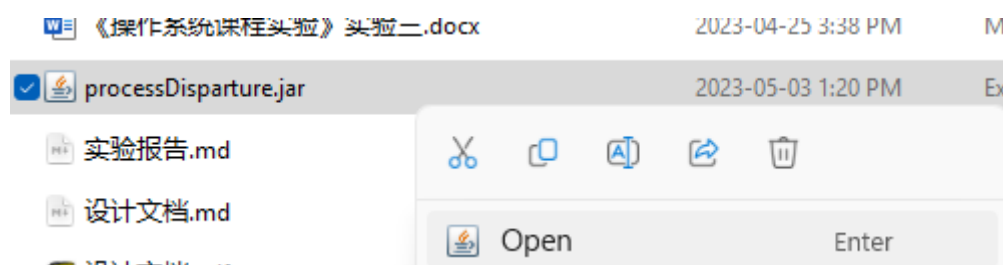 《操作系统课程实验》实验三.docx 2023-04-25 3:38 PM
processDisparture.jar 2023-05-03 1:20 PM
实验报告.md
设计文档.md
Open Enter